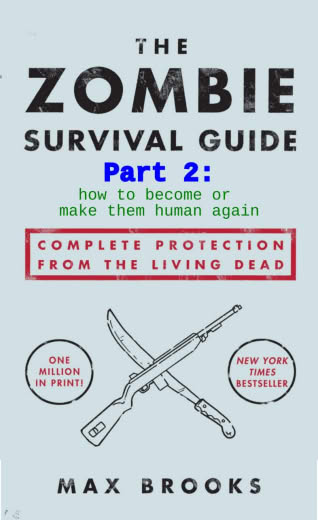 THE
ZOMBIE
SURVIVAL GUIDE
Part 2:
how to become or
make them human again
COMPLETE PROTECTION
FROM THE LIVING DEAD
ONE
MILLION
IN PRINT!
NEW YORK
TIMES
BESTSELLER
MAX BROOKS